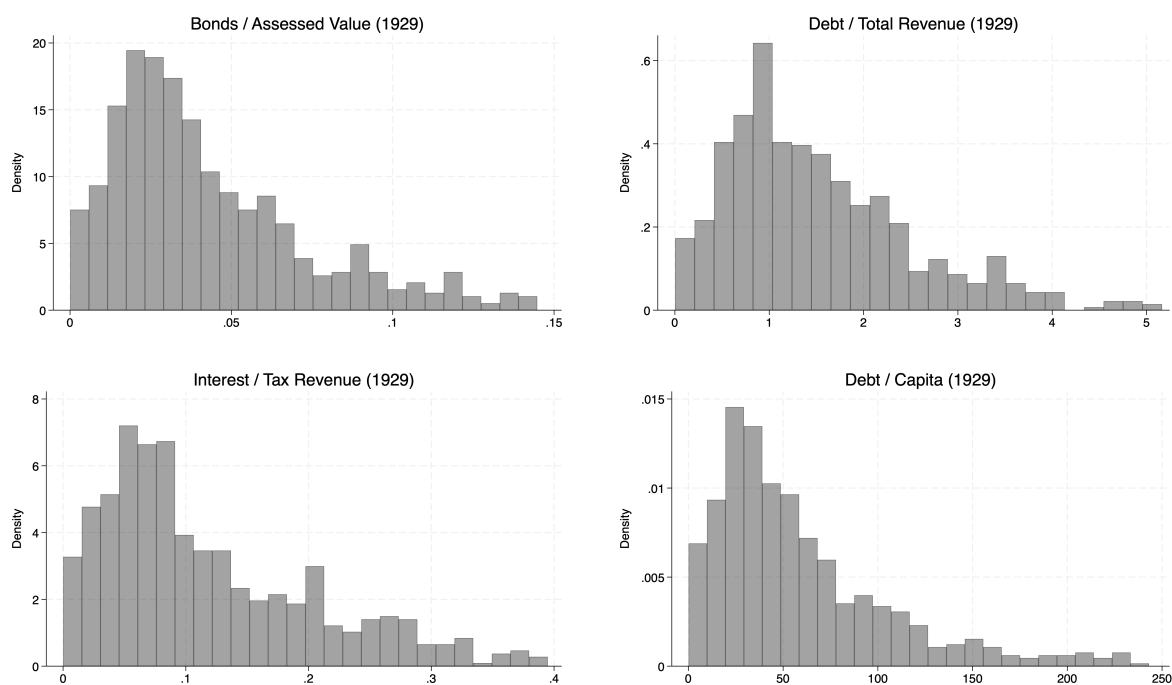 Bonds / Assessed Value (1929)
Density
20
15
10
5
0
0 .05 .1 .15
Debt / Total Revenue (1929)
Density
.6
.4
.2
0
0 1 2 3 4 5
Interest / Tax Revenue (1929)
Density
8
6
4
2
0
0 .1 .2 .3 .4
Debt / Capita (1929)
Density
.015
.01
.005
0
0 50 100 150 200 250